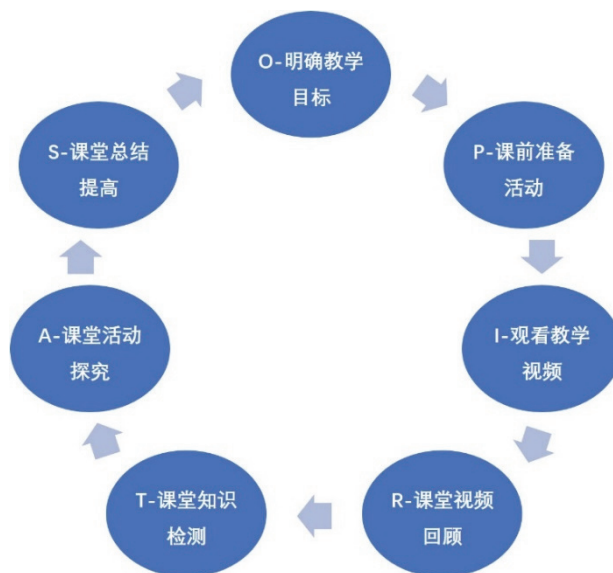 O-明确教学
目标
P-课前准备
活动
I-观看教学
视频
R-课堂视频
回顾
T-课堂知识
检测
A-课堂活动
探究
S-课堂总结
提高